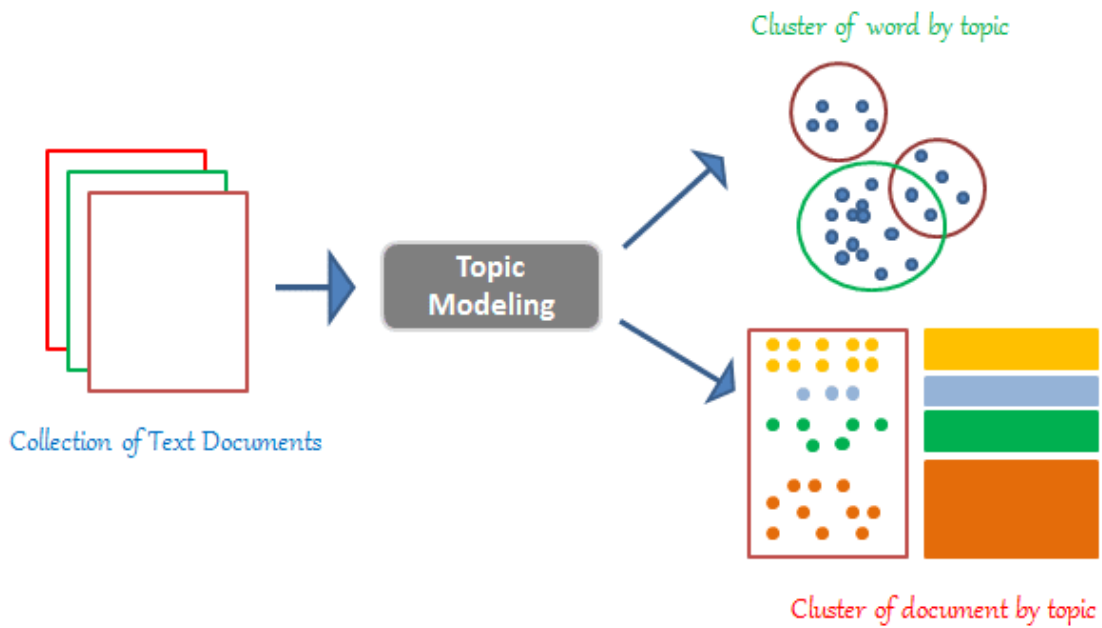 Cluster of word by topic
Topic
Modeling
Collection of Text Documents
Cluster of document by topic